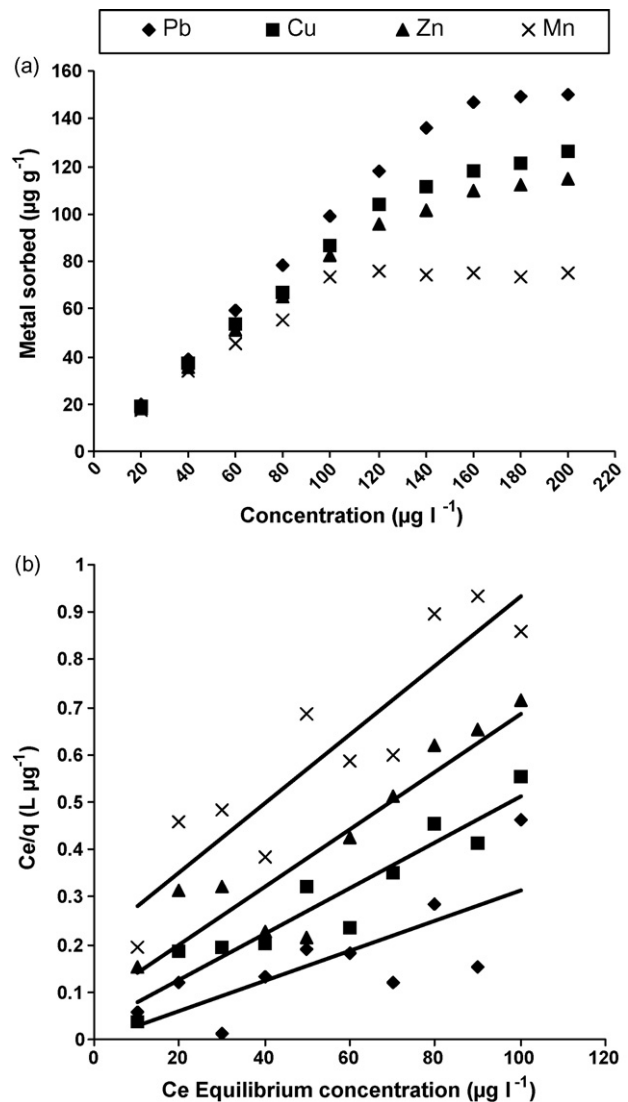 Pb Cu Zn Mn
(a)
160
140
120
100
80
60
40
20
0
Metal sorbed (µg g⁻¹)
0 20 40 60 80 100 120 140 160 180 200 220
Concentration (µg l⁻¹)
(b)
1
0.9
0.8
0.7
0.6
0.5
0.4
0.3
0.2
0.1
0
Ce/q (L µg⁻¹)
0 20 40 60 80 100 120
Ce Equilibrium concentration (µg l⁻¹)